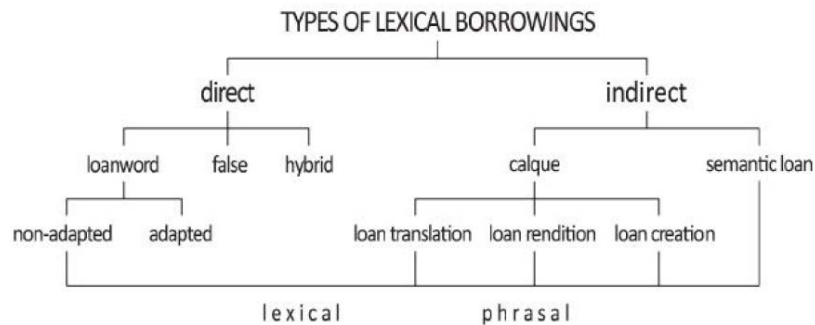 TYPES OF LEXICAL BORROWINGS
direct indirect
loanword false hybrid calque semantic loan
non-adapted adapted loan translation loan rendition loan creation
lexical phrasal